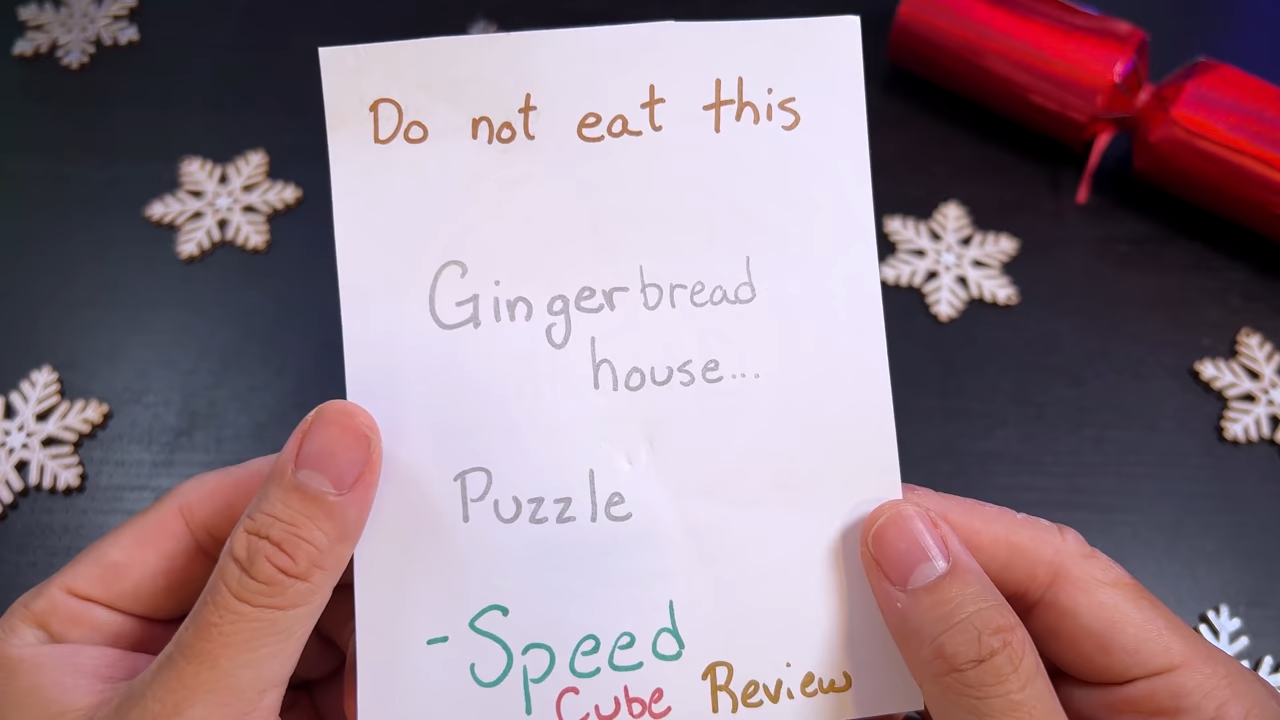 Do not eat this
Gingerbread
house...
Puzzle
-Speed
Cube Review